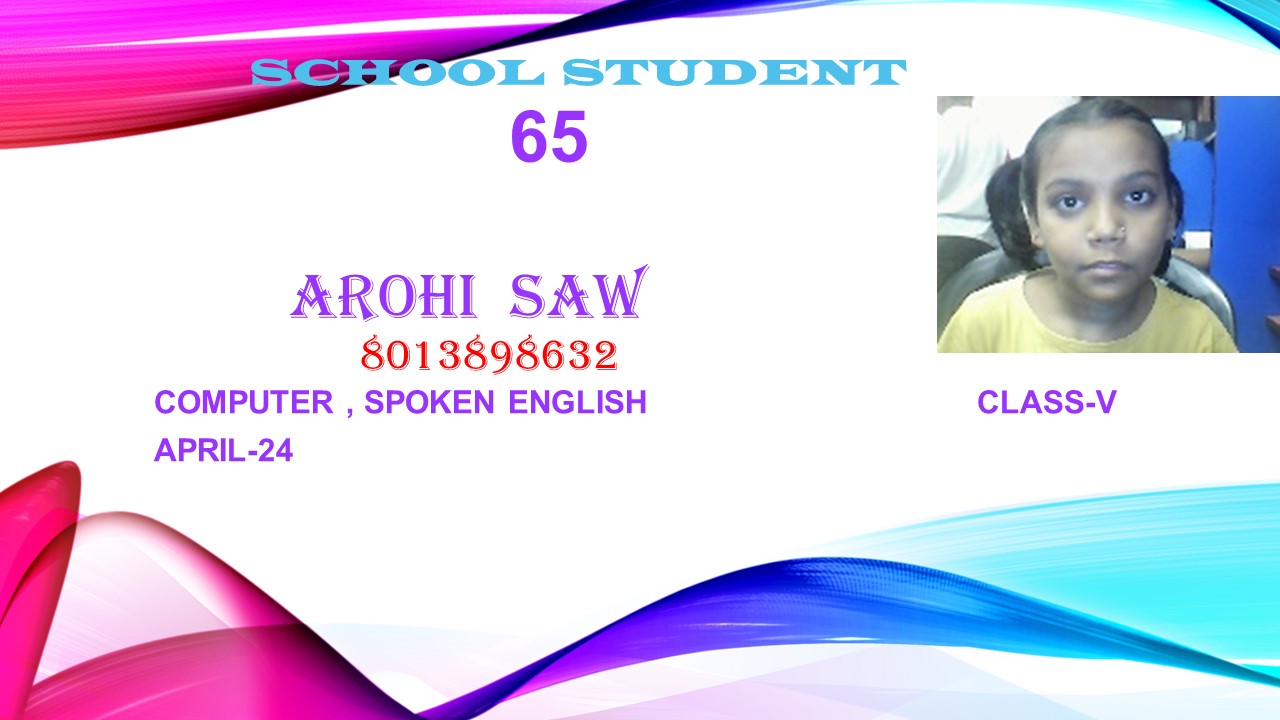 SCHOOL STUDENT
65
AROHI SAW
8013898632
COMPUTER , SPOKEN ENGLISH CLASS-V
APRIL-24